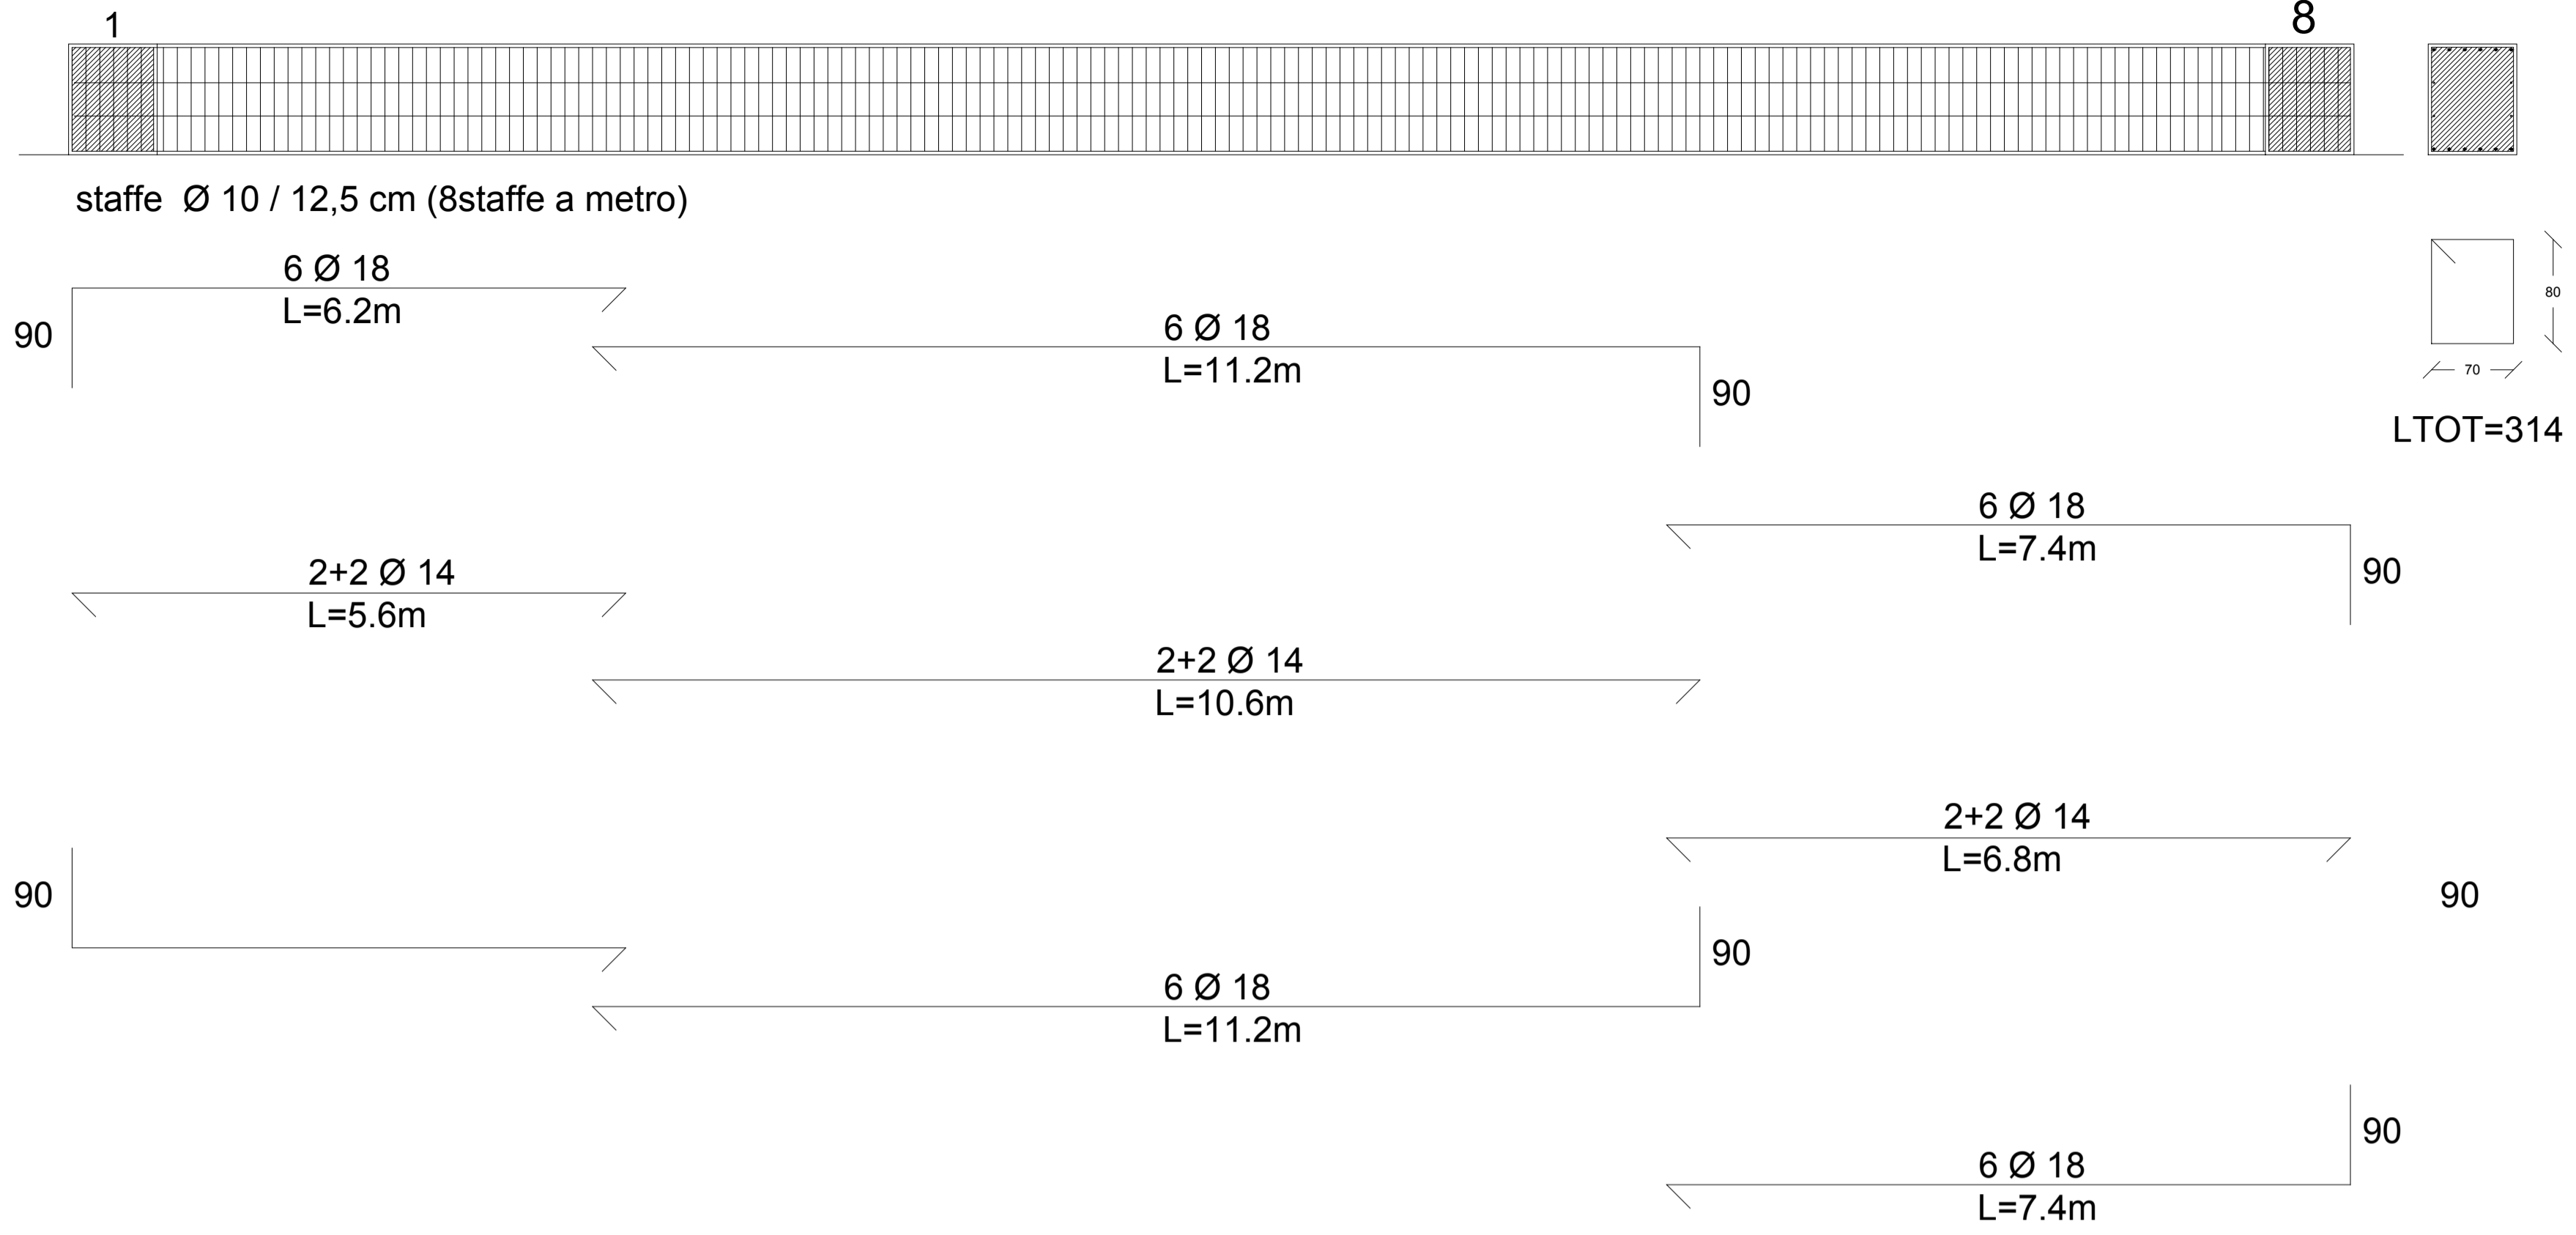 1
8
staffe Ø 10 / 12,5 cm (8staffe a metro)
6 Ø 18
L=6.2m
90
6 Ø 18
L=11.2m
90
80
70
LTOT=314
6 Ø 18
L=7.4m
90
2+2 Ø 14
L=5.6m
2+2 Ø 14
L=10.6m
2+2 Ø 14
L=6.8m
90
90
90
6 Ø 18
L=11.2m
90
6 Ø 18
L=7.4m